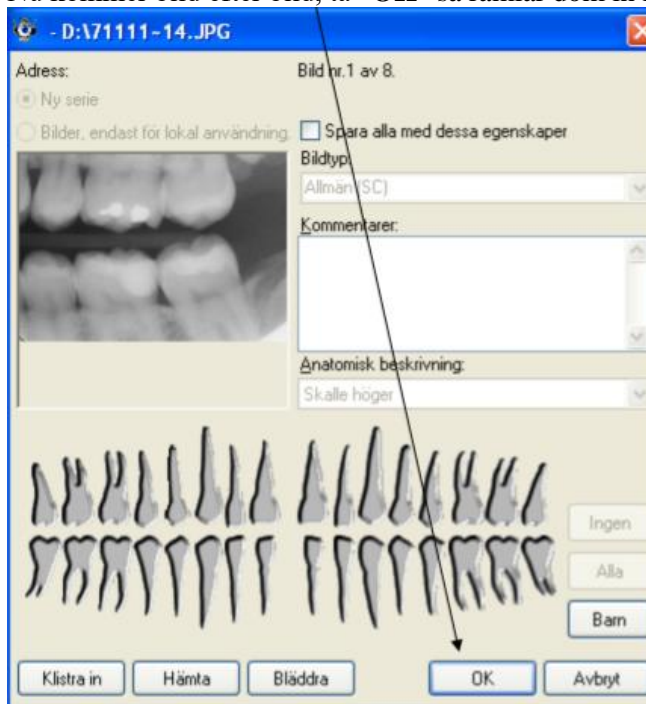 - D:\71111~14.JPG
Adress:
Bild nr.1 av 8.
Ny serie
Bilder, endast för lokal användning.
Spara alla med dessa egenskaper
Bildtyp:
Allmän (SC)
Kommentarer:
Anatomisk beskrivning:
Skalle höger
Ingen
Alla
Barn
Klistra in
Hämta
Bläddra
OK
Avbryt